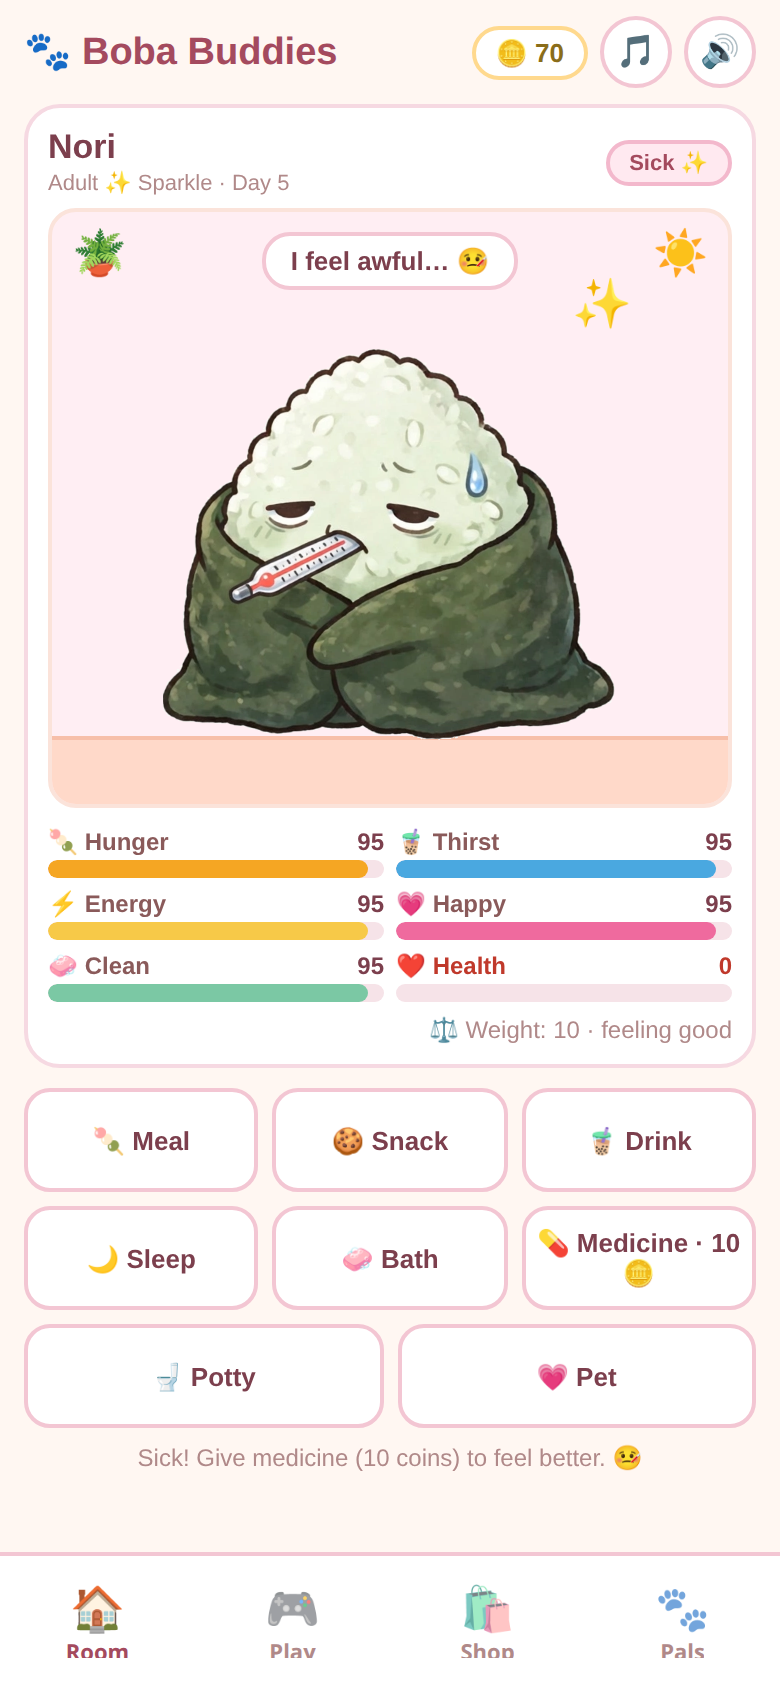 🐾 Boba Buddies
🪙 70
🎵
🔊
Nori
Adult ✨ Sparkle · Day 5
Sick ✨
I feel awful... 🤒
🍡 Hunger 95
🧋 Thirst 95
⚡ Energy 95
💗 Happy 95
🧼 Clean 95
❤️ Health 0
⚖️ Weight: 10 · feeling good
🍡 Meal
🍪 Snack
🧋 Drink
🌙 Sleep
🧼 Bath
💊 Medicine · 10
🪙
🚽 Potty
💗 Pet
Sick! Give medicine (10 coins) to feel better. 🤒
Room
Play
Shop
Pals